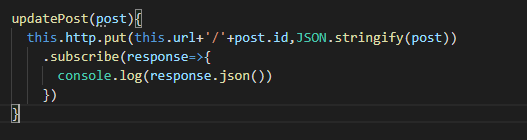 updatePost(post){
this.http.put(this.url+'/'+post.id,JSON.stringify(post))
.subscribe(response=>{
console.log(response.json())
})
}